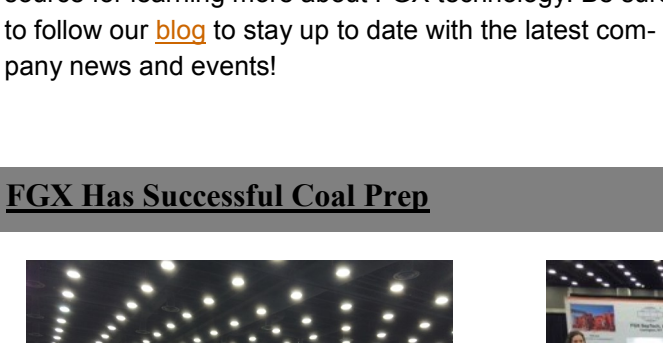 source for learning more about FGX technology. Be sure
to follow our blog to stay up to date with the latest com-
pany news and events!
FGX Has Successful Coal Prep